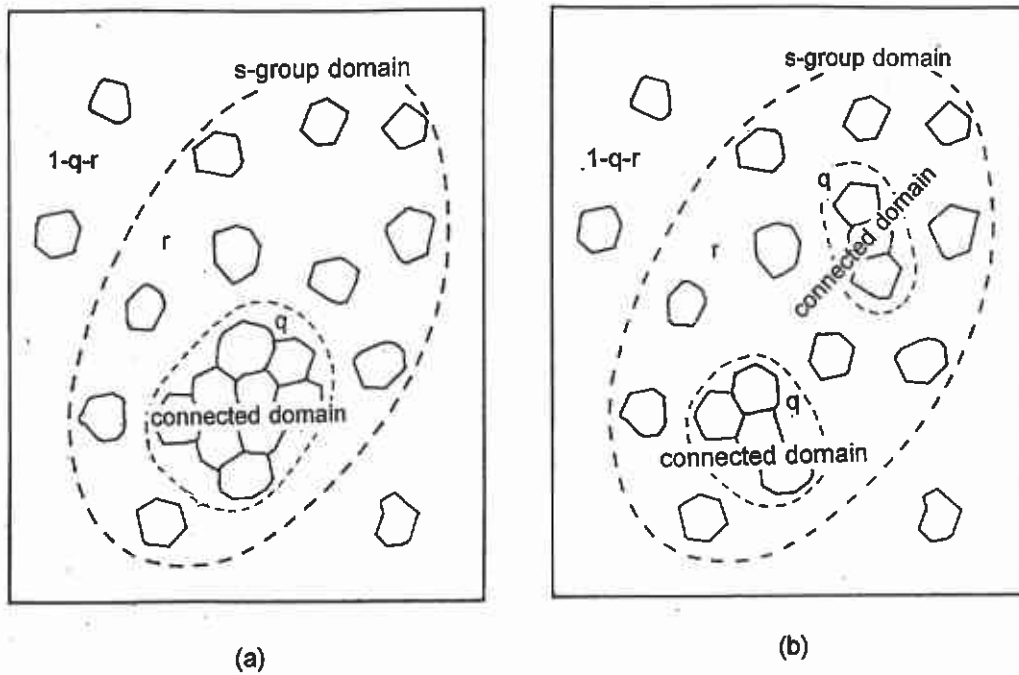 s-group domain
1-q-r
r
q
connected domain
(a)
s-group domain
1-q-r
q
connected domain
r
q
connected domain
(b)